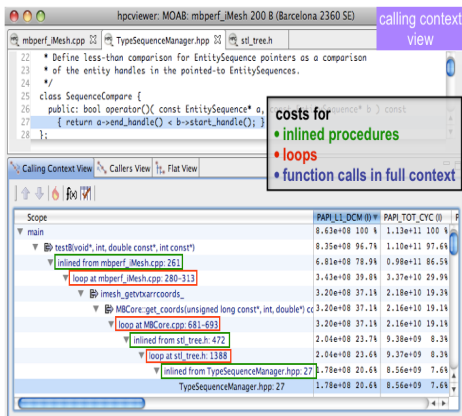 hpcviewer: MOAB: mbperf_iMesh 200 B (Barcelona 2360 SE)
calling context
view
mbperf_iMesh.cpp TypeSequenceManager.hpp stl_tree.h
22 * Define less-than comparison for EntitySequence pointers as a comparison
23 * of the entity handles in the pointed-to EntitySequences.
24 */
25 class SequenceCompare {
26 public: bool operator()( const EntitySequence* a, const EntitySequence* b ) const
27 { return a->end_handle() < b->start_handle(); }
28 };
costs for
• inlined procedures
• loops
• function calls in full context
Calling Context View Callers View Flat View
f(x)
Scope PAPI_L1_DCM (I) PAPI_TOT_CYC (I) P
main 8.63e+08 100 % 1.13e+11 100 %
testB(void*, int, double const*, int const*) 8.35e+08 96.7% 1.10e+11 97.6%
inlined from mbperf_iMesh.cpp: 261 6.81e+08 78.9% 0.98e+11 86.5%
loop at mbperf_iMesh.cpp: 280-313 3.43e+08 39.8% 3.37e+10 29.9%
imesh_getvtxarrcoords_ 3.20e+08 37.1% 2.18e+10 19.3%
MBCore::get_coords(unsigned long const*, int, double*) cc 3.20e+08 37.1% 2.16e+10 19.1%
loop at MBCore.cpp: 681-693 3.20e+08 37.1% 2.16e+10 19.1%
inlined from stl_tree.h: 472 2.04e+08 23.7% 9.38e+09 8.3%
loop at stl_tree.h: 1388 2.04e+08 23.6% 9.37e+09 8.3%
inlined from TypeSequenceManager.hpp: 27 1.78e+08 20.6% 8.56e+09 7.6%
TypeSequenceManager.hpp: 27 1.78e+08 20.6% 8.56e+09 7.6%